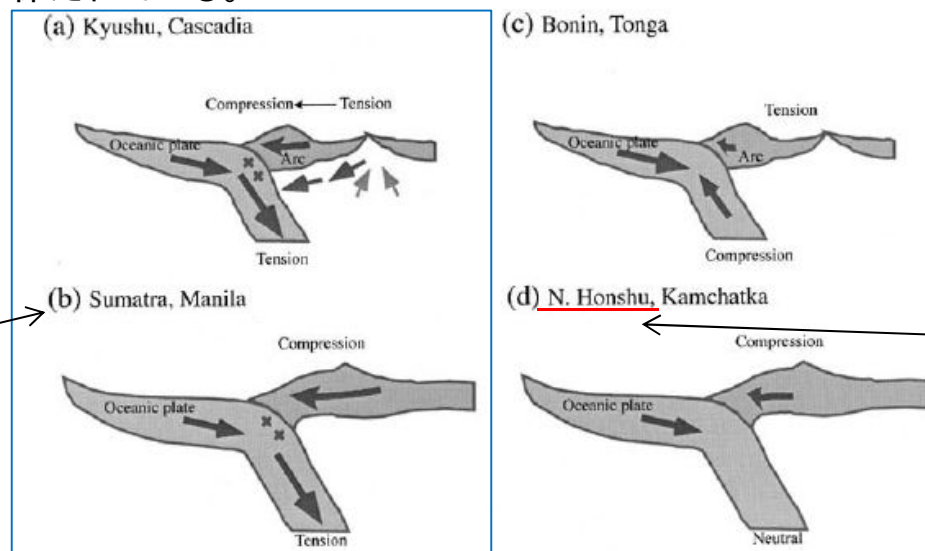 (a) Kyushu, Cascadia
Compression Tension
Oceanic plate
Arc
Tension
(b) Sumatra, Manila
Compression
Oceanic plate
Tension
(c) Bonin, Tonga
Tension
Oceanic plate
Arc
Compression
(d) N. Honshu, Kamchatka
Compression
Oceanic plate
Neutral